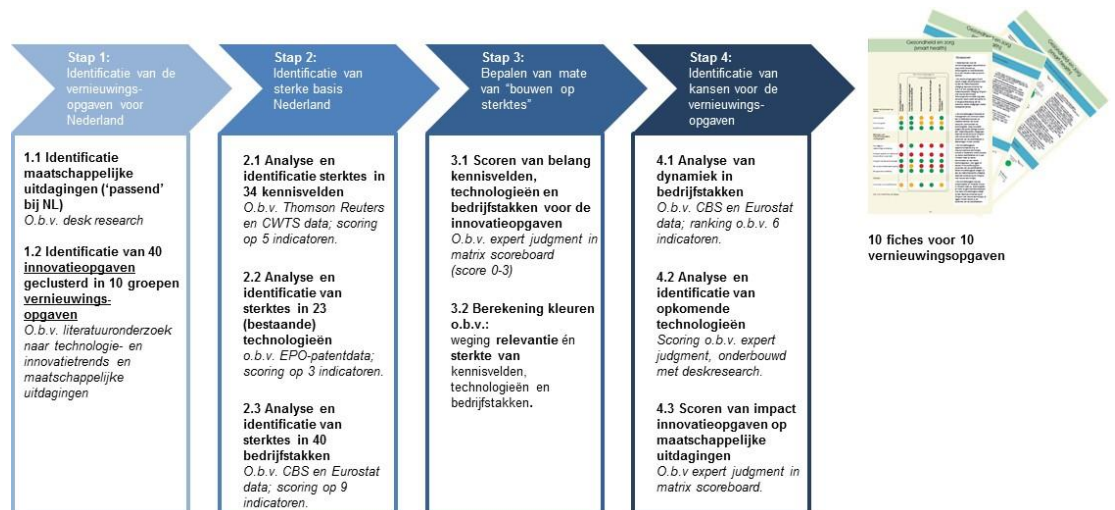 Stap 1:
Identificatie van de
vernieuwings-
opgaven voor
Nederland
1.1 Identificatie
maatschappelijke
uitdagingen ('passend'
bij NL)
O.b.v. desk research
1.2 Identificatie van 40
innovatieopgaven
geclusterd in 10 groepen
vernieuwings-
opgaven
O.b.v. literatuuronderzoek
naar technologie- en
innovatietrends en
maatschappelijke
uitdagingen
Stap 2:
Identificatie van
sterke basis
Nederland
2.1 Analyse en
identificatie sterktes in
34 kennisvelden
O.b.v. Thomson Reuters
en CWTS data; scoring
op 5 indicatoren.
2.2 Analyse en
identificatie van
sterktes in 23
(bestaande)
technologieën
o.b.v. EPO-patentdata;
scoring op 3 indicatoren.
2.3 Analyse en
identificatie van
sterktes in 40
bedrijfstakken
O.b.v. CBS en Eurostat
data; scoring op 9
indicatoren.
Stap 3:
Bepalen van mate
van "bouwen op
sterktes"
3.1 Scoren van belang
kennisvelden,
technologieën en
bedrijfstakken voor de
innovatieopgaven
O.b.v. expert judgment in
matrix scoreboard
(score 0-3)
3.2 Berekening kleuren
o.b.v.:
weging relevantie én
sterkte van
kennisvelden,
technologieën en
bedrijfstakken.
Stap 4:
Identificatie van
kansen voor de
vernieuwings-
opgaven
4.1 Analyse van
dynamiek in
bedrijfstakken
O.b.v. CBS en Eurostat
data; ranking o.b.v. 6
indicatoren.
4.2 Analyse en
identificatie van
opkomende
technologieën
Scoring o.b.v. expert
judgment, onderbouwd
met deskresearch.
4.3 Scoren van impact
innovatieopgaven op
maatschappelijke
uitdagingen
O.b.v expert judgment in
matrix scoreboard.
Gezondheid en Zorg
(smart health)
10 fiches voor 10
vernieuwingsopgaven